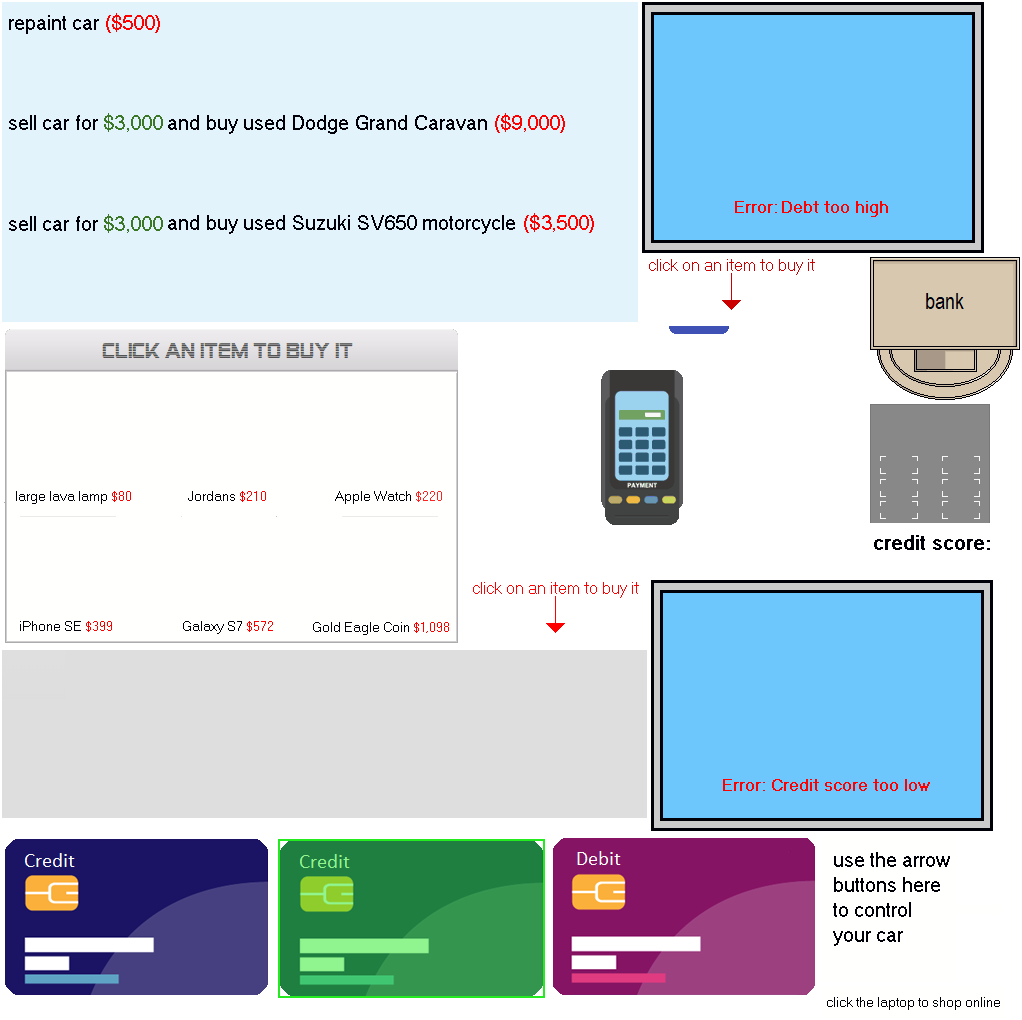 repaint car ($500)
sell car for $3,000 and buy used Dodge Grand Caravan ($9,000)
sell car for $3,000 and buy used Suzuki SV650 motorcycle ($3,500)
Error: Debt too high
click on an item to buy it
bank
CLICK AN ITEM TO BUY IT
large lava lamp $80
Jordans $210
Apple Watch $220
iPhone SE $399
Galaxy S7 $572
Gold Eagle Coin $1,098
PAYMENT
credit score:
click on an item to buy it
Error: Credit score too low
Credit
Credit
Debit
use the arrow
buttons here
to control
your car
click the laptop to shop online